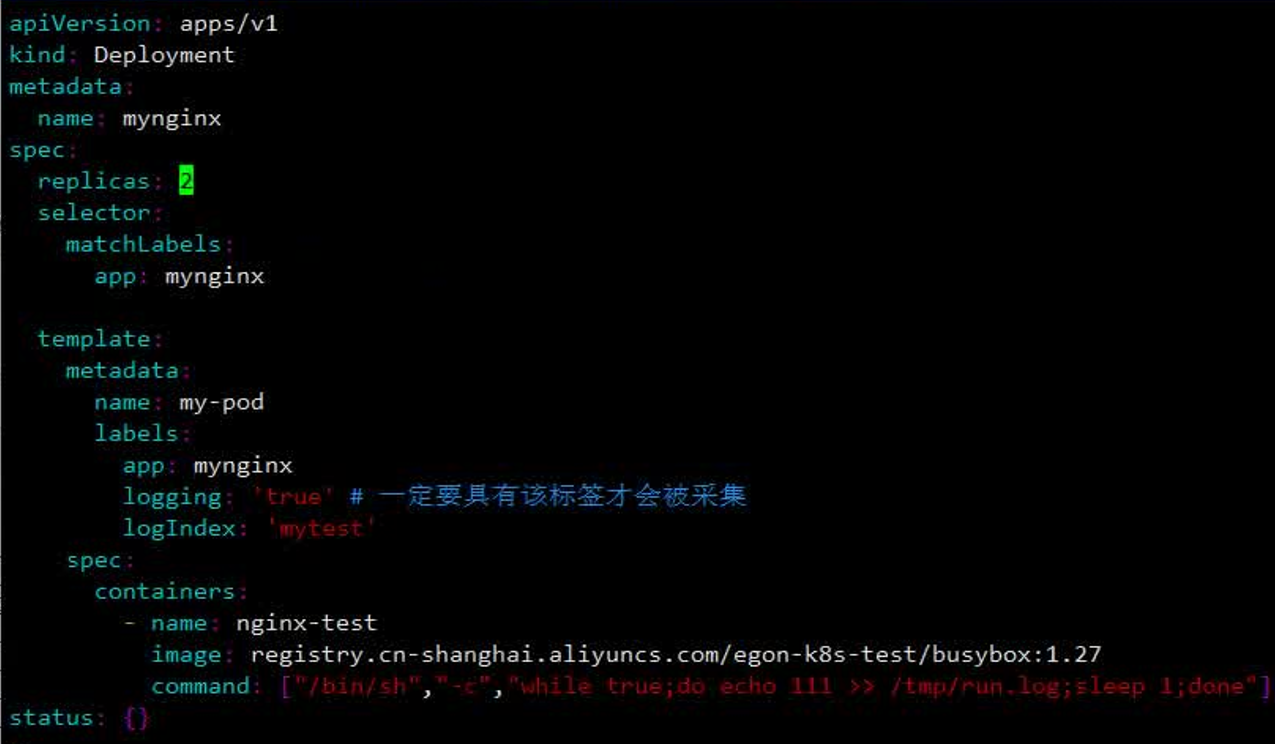 apiVersion: apps/v1
kind: Deployment
metadata:
  name: mynginx
spec:
  replicas: 2
  selector:
    matchLabels:
      app: mynginx

  template:
    metadata:
      name: my-pod
      labels:
        app: mynginx
        logging: 'true' # 一定要具有该标签才会被采集
        logIndex: 'mytest'
    spec:
      containers:
        - name: nginx-test
          image: registry.cn-shanghai.aliyuncs.com/egon-k8s-test/busybox:1.27
          command: ["/bin/sh","-c","while true;do echo 111 >> /tmp/run.log;sleep 1;done"]
status: {}